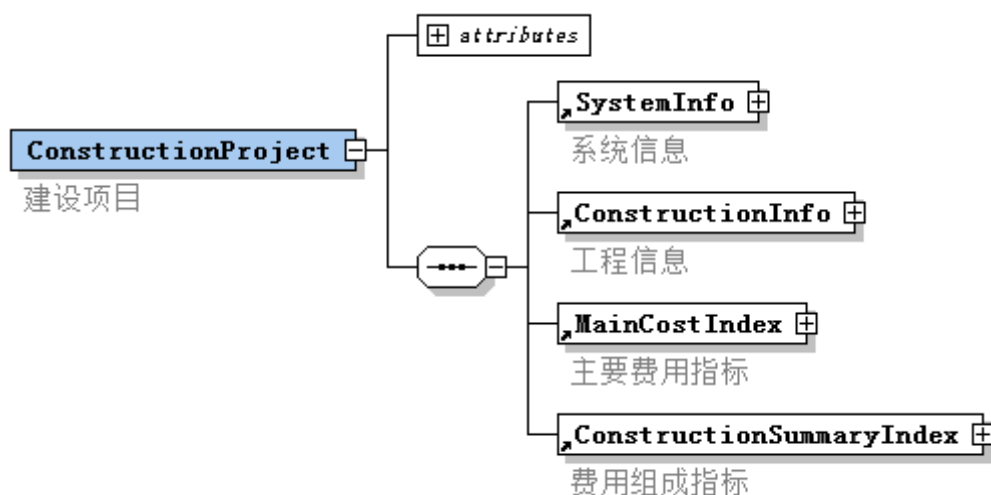 attributes
SystemInfo
系统信息
ConstructionProject
建设项目
ConstructionInfo
工程信息
MainCostIndex
主要费用指标
ConstructionSummaryIndex
费用组成指标